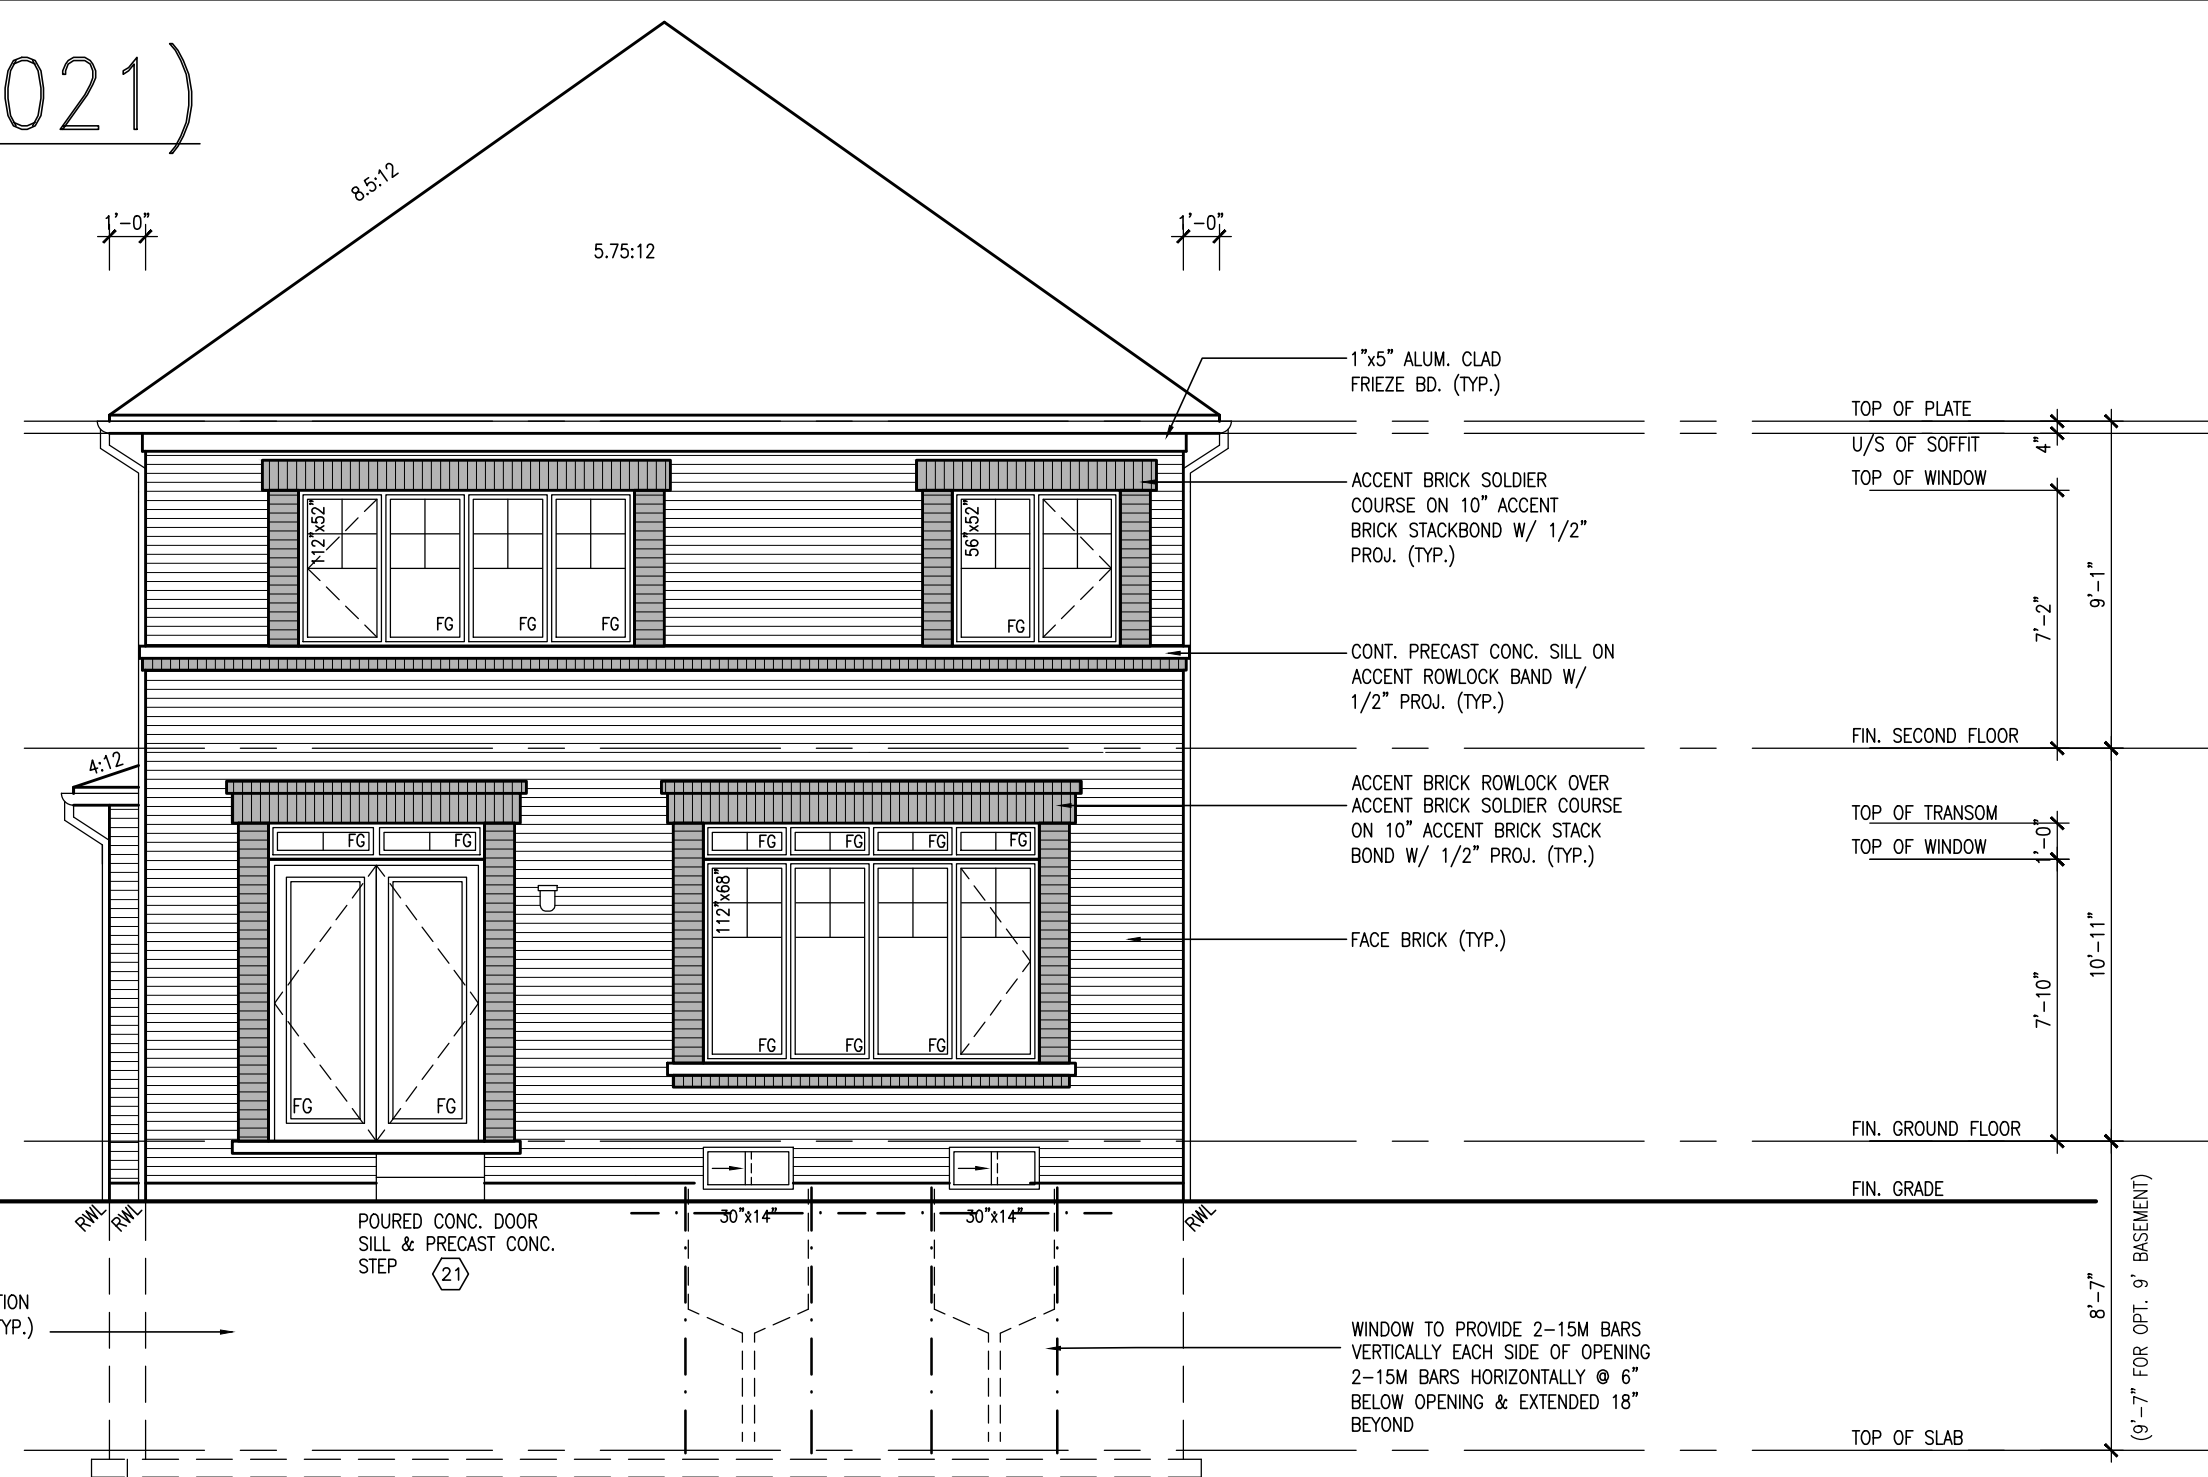 021)
8.5:12
1'-0"
1'-0"
5.75:12
1"x5" ALUM. CLAD
FRIEZE BD. (TYP.)
TOP OF PLATE
U/S OF SOFFIT
4"
TOP OF WINDOW
ACCENT BRICK SOLDIER
COURSE ON 10" ACCENT
BRICK STACKBOND W/ 1/2"
PROJ. (TYP.)
112"x52"
FG
FG
FG
56"x52"
FG
7'-2"
9'-1"
CONT. PRECAST CONC. SILL ON
ACCENT ROWLOCK BAND W/
1/2" PROJ. (TYP.)
FIN. SECOND FLOOR
4:12
ACCENT BRICK ROWLOCK OVER
ACCENT BRICK SOLDIER COURSE
ON 10" ACCENT BRICK STACK
BOND W/ 1/2" PROJ. (TYP.)
TOP OF TRANSOM
1'-0"
TOP OF WINDOW
FG
FG
FG
FG
FG
FG
112"x68"
FACE BRICK (TYP.)
7'-10"
10'-11"
FG
FG
FG
FG
FG
FIN. GROUND FLOOR
FIN. GRADE
RWL
RWL
RWL
30"x14"
30"x14"
POURED CONC. DOOR
SILL & PRECAST CONC.
STEP
21
TION
YP.)
WINDOW TO PROVIDE 2-15M BARS
VERTICALLY EACH SIDE OF OPENING
2-15M BARS HORIZONTALLY @ 6"
BELOW OPENING & EXTENDED 18"
BEYOND
8'-7"
(9'-7" FOR OPT. 9' BASEMENT)
TOP OF SLAB